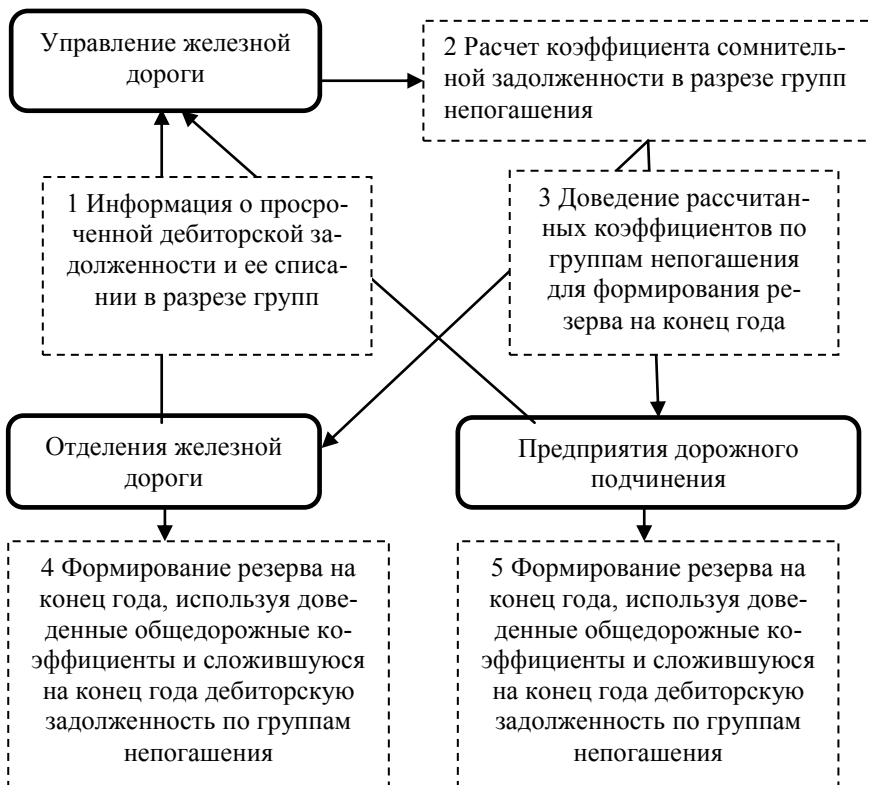 Управление железной
дороги
2 Расчет коэффициента сомнитель-
ной задолженности в разрезе групп
непогашения
1 Информация о просро-
ченной дебиторской за-
долженности и ее списа-
нии в разрезе групп
3 Доведение рассчитан-
ных коэффициентов по
группам непогашения
для формирования ре-
зерва на конец года
Отделения железной
дороги
Предприятия дорожного
подчинения
4 Формирование резерва на
конец года, используя дове-
денные общедорожные ко-
эффициенты и сложившуюся
на конец года дебиторскую
задолженность по группам
непогашения
5 Формирование резерва на
конец года, используя дове-
денные общедорожные ко-
эффициенты и сложившуюся
на конец года дебиторскую
задолженность по группам
непогашения